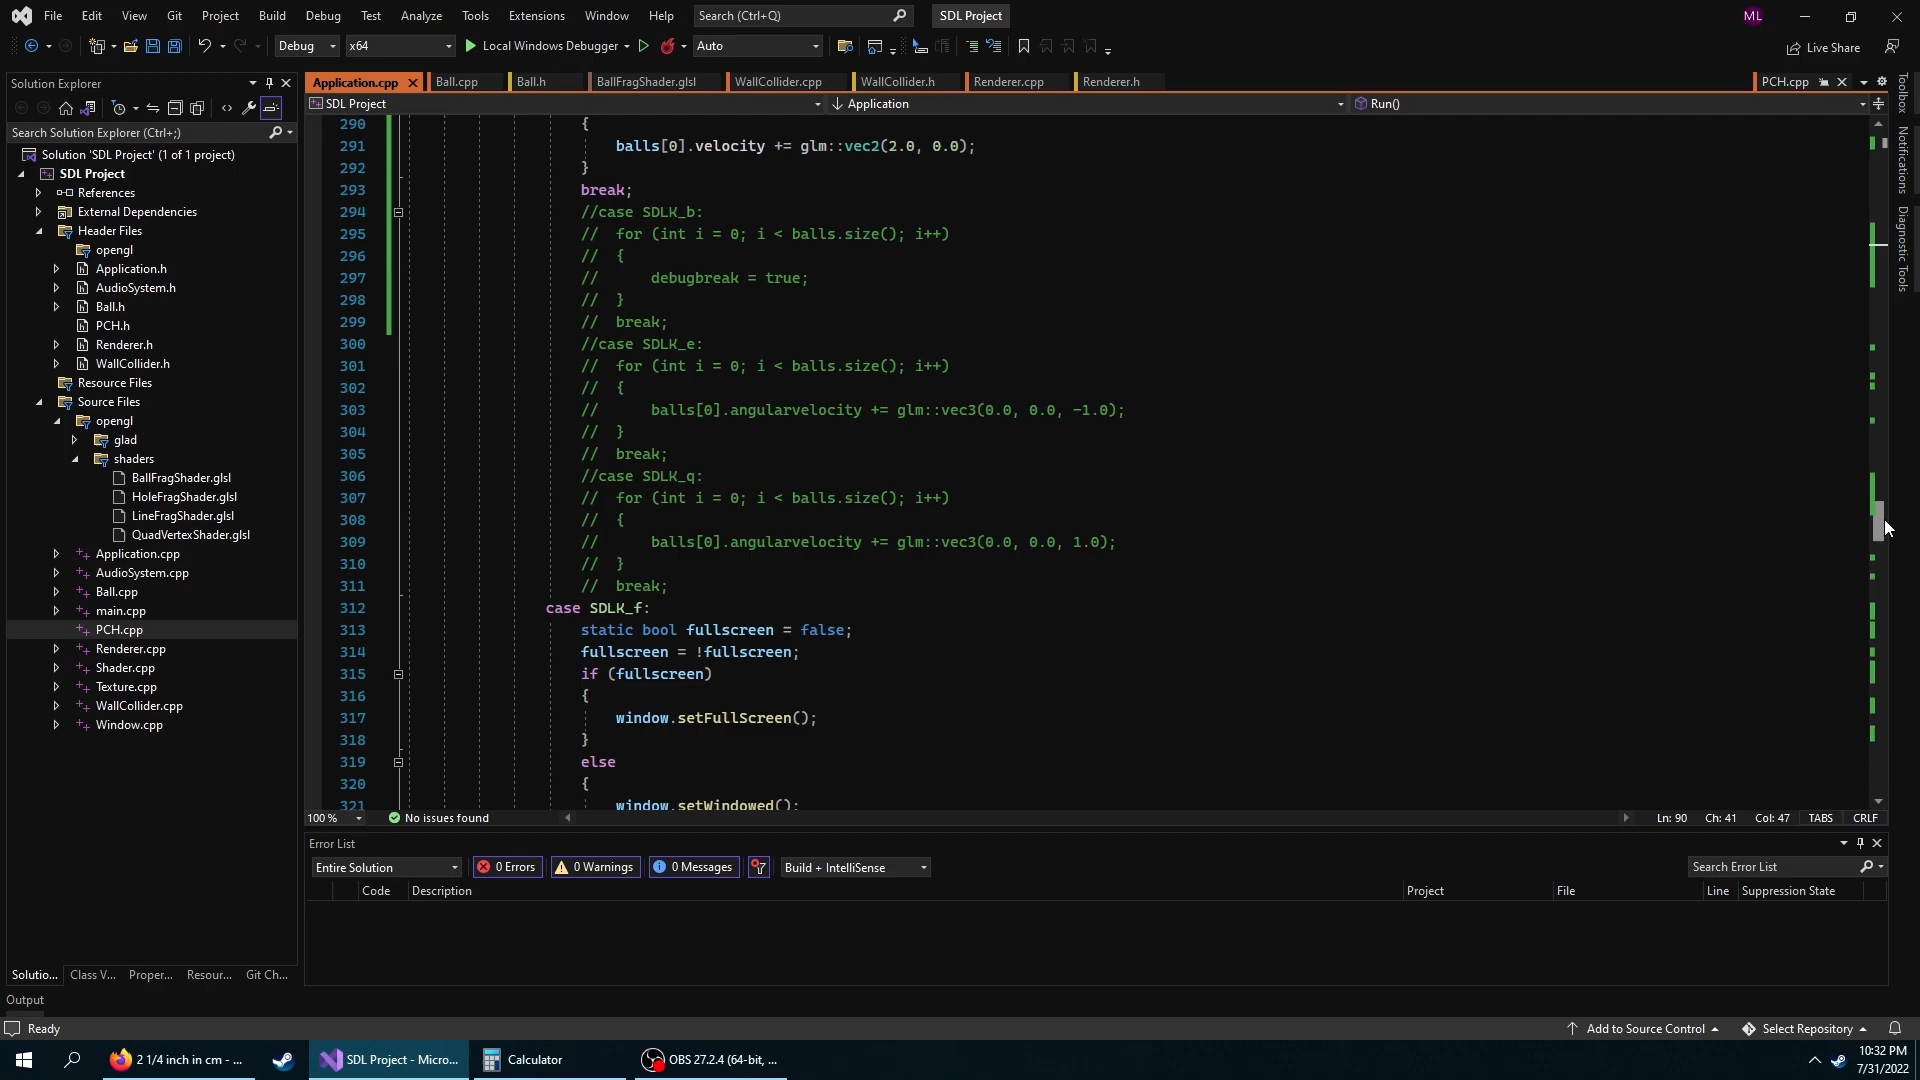 File Edit View Git Project Build Debug Test Analyze Tools Extensions Window Help Search (Ctrl+Q) SDL Project ML
Debug x64 Local Windows Debugger Auto Live Share
Solution Explorer
Search Solution Explorer (Ctrl+;)
Solution 'SDL Project' (1 of 1 project)
SDL Project
References
External Dependencies
Header Files
opengl
Application.h
AudioSystem.h
Ball.h
PCH.h
Renderer.h
WallCollider.h
Resource Files
Source Files
opengl
glad
shaders
BallFragShader.glsl
HoleFragShader.glsl
LineFragShader.glsl
QuadVertexShader.glsl
Application.cpp
AudioSystem.cpp
Ball.cpp
main.cpp
PCH.cpp
Renderer.cpp
Shader.cpp
Texture.cpp
WallCollider.cpp
Window.cpp
Solutio... Class V... Proper... Resour... Git Ch...
Application.cpp Ball.cpp Ball.h BallFragShader.glsl WallCollider.cpp WallCollider.h Renderer.cpp Renderer.h PCH.cpp
SDL Project Application Run()
290 {
291 balls[0].velocity += glm::vec2(2.0, 0.0);
292 }
293 break;
294 //case SDLK_b:
295 // for (int i = 0; i < balls.size(); i++)
296 // {
297 // debugbreak = true;
298 // }
299 // break;
300 //case SDLK_e:
301 // for (int i = 0; i < balls.size(); i++)
302 // {
303 // balls[0].angularvelocity += glm::vec3(0.0, 0.0, -1.0);
304 // }
305 // break;
306 //case SDLK_q:
307 // for (int i = 0; i < balls.size(); i++)
308 // {
309 // balls[0].angularvelocity += glm::vec3(0.0, 0.0, 1.0);
310 // }
311 // break;
312 case SDLK_f:
313 static bool fullscreen = false;
314 fullscreen = !fullscreen;
315 if (fullscreen)
316 {
317 window.setFullScreen();
318 }
319 else
320 {
321 window.setWindowed();
100 % No issues found Ln: 90 Ch: 41 Col: 47 TABS CRLF
Toolbox
Notifications
Diagnostic Tools
Error List
Entire Solution 0 Errors 0 Warnings 0 Messages Build + IntelliSense Search Error List
Code Description Project File Line Suppression State
Output
Ready Add to Source Control Select Repository
2 1/4 inch in cm - ... SDL Project - Micro... Calculator OBS 27.2.4 (64-bit, ... 10:32 PM
7/31/2022